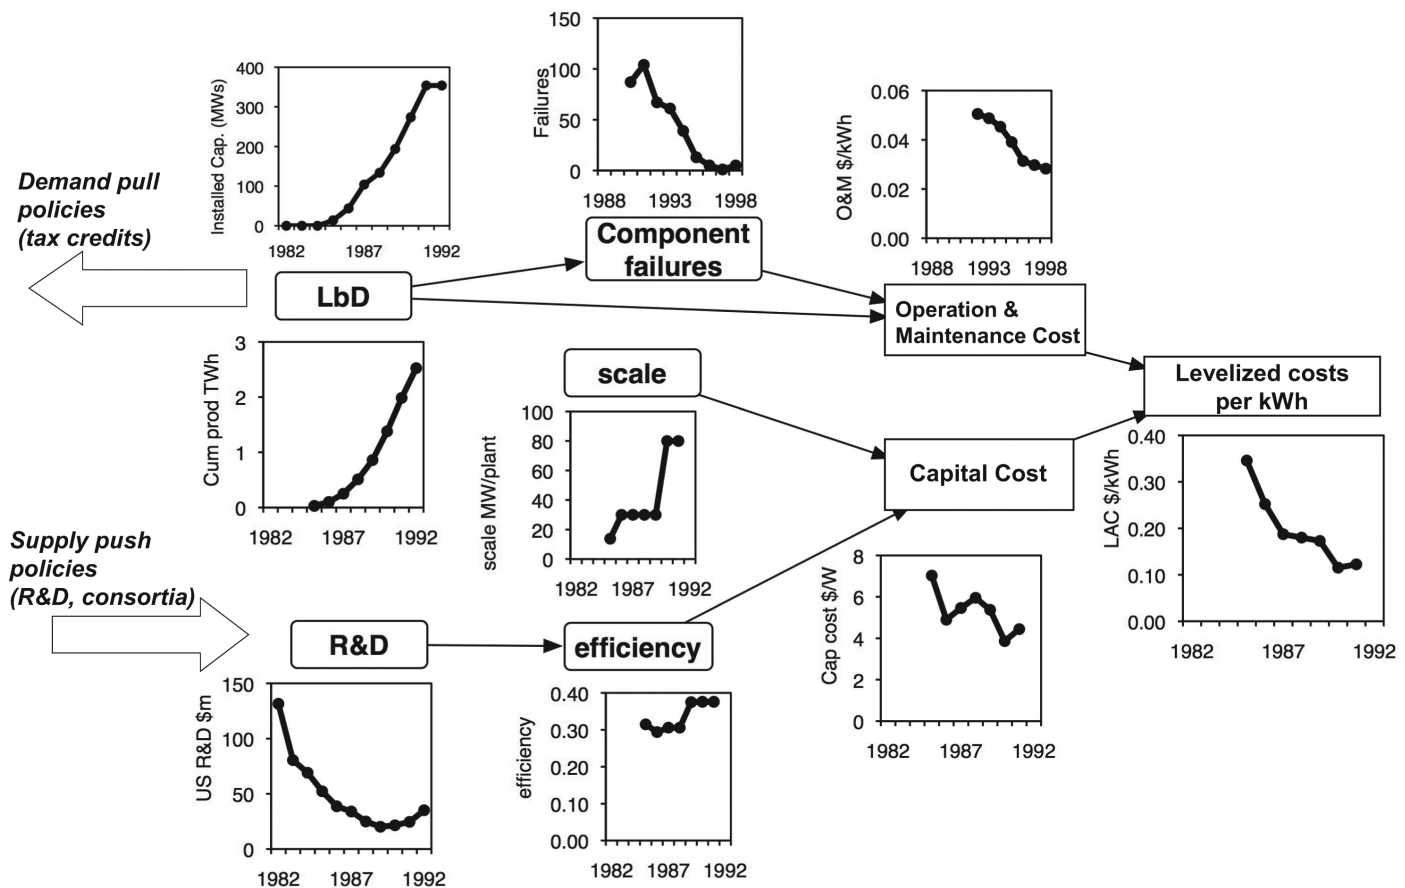 Demand pull
policies
(tax credits)
Installed Cap. (MWs)
400
300
200
100
0
1982 1987 1992
LbD
Cum prod TWh
3
2
1
0
1982 1987 1992
Supply push
policies
(R&D, consortia)
R&D
US R&D $m
150
100
50
0
1982 1987 1992
Failures
150
100
50
0
1988 1993 1998
Component
failures
scale
scale MW/plant
100
80
60
40
20
0
1982 1987 1992
efficiency
efficiency
0.40
0.30
0.20
0.10
0.00
1982 1987 1992
O&M $/kWh
0.06
0.04
0.02
0.00
1988 1993 1998
Operation &
Maintenance Cost
Capital Cost
Cap cost $/W
8
6
4
2
0
1982 1987 1992
Levelized costs
per kWh
LAC $/kWh
0.40
0.30
0.20
0.10
0.00
1982 1987 1992